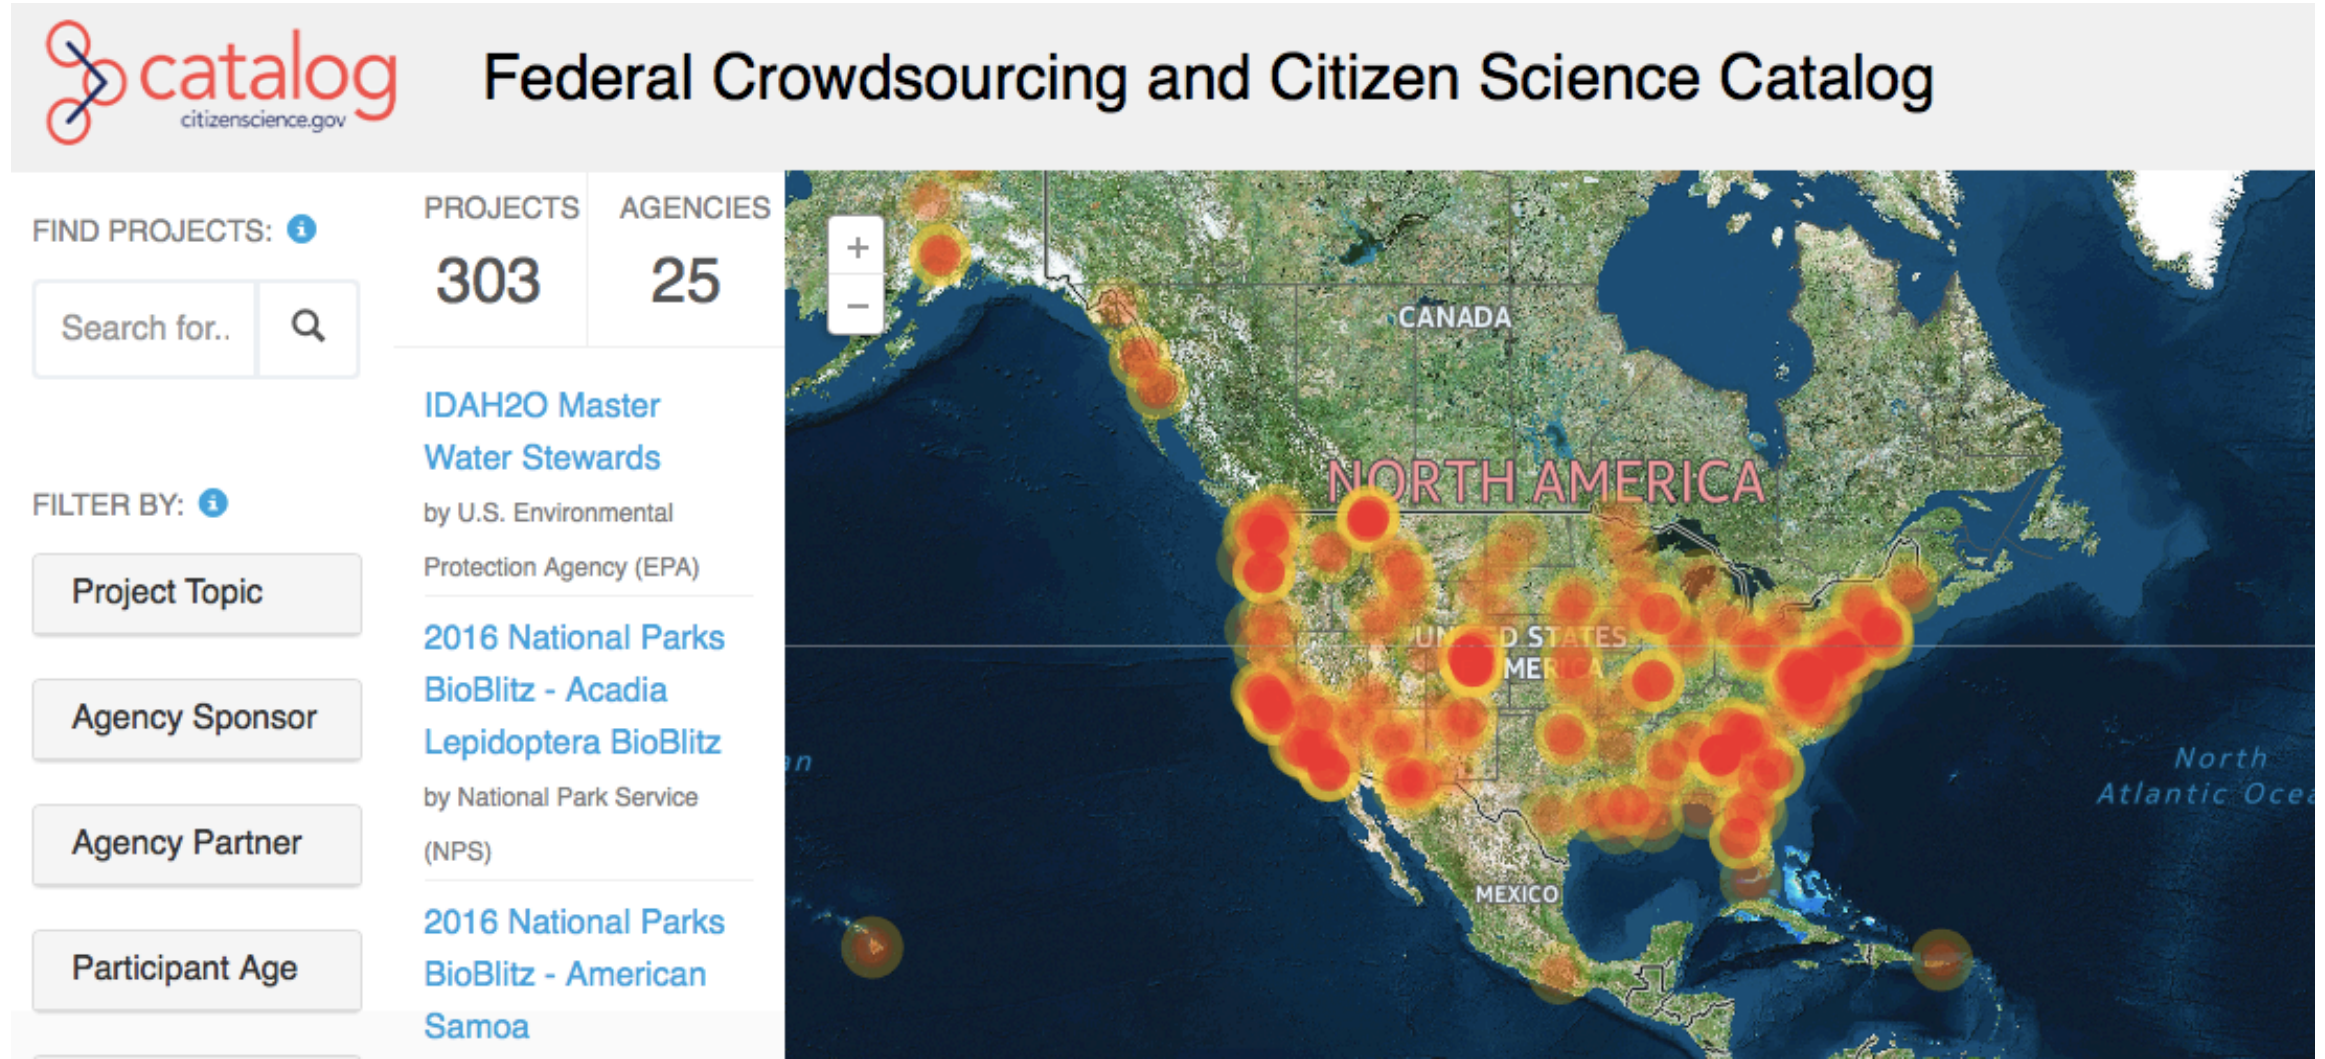 catalog
citizenscience.gov
Federal Crowdsourcing and Citizen Science Catalog
FIND PROJECTS:
Search for..
FILTER BY:
Project Topic
Agency Sponsor
Agency Partner
Participant Age
PROJECTS
303
AGENCIES
25
IDAH2O Master
Water Stewards
by U.S. Environmental
Protection Agency (EPA)
2016 National Parks
BioBlitz - Acadia
Lepidoptera BioBlitz
by National Park Service
(NPS)
2016 National Parks
BioBlitz - American
Samoa
+
−
CANADA
NORTH AMERICA
MEXICO
North
Atlantic